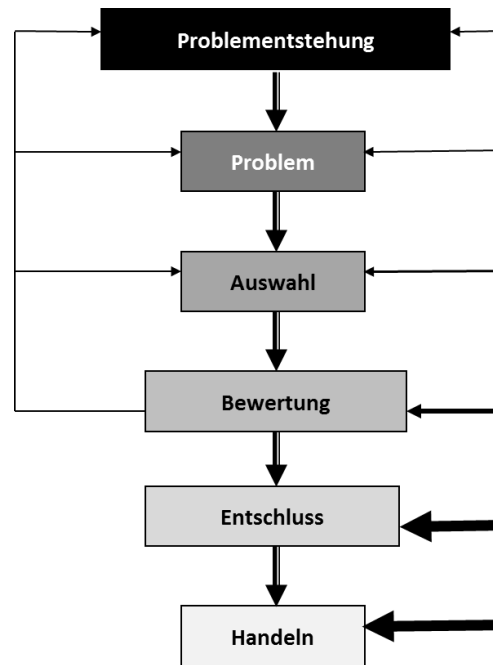 Problementstehung
Problem
Auswahl
Bewertung
Entschluss
Handeln